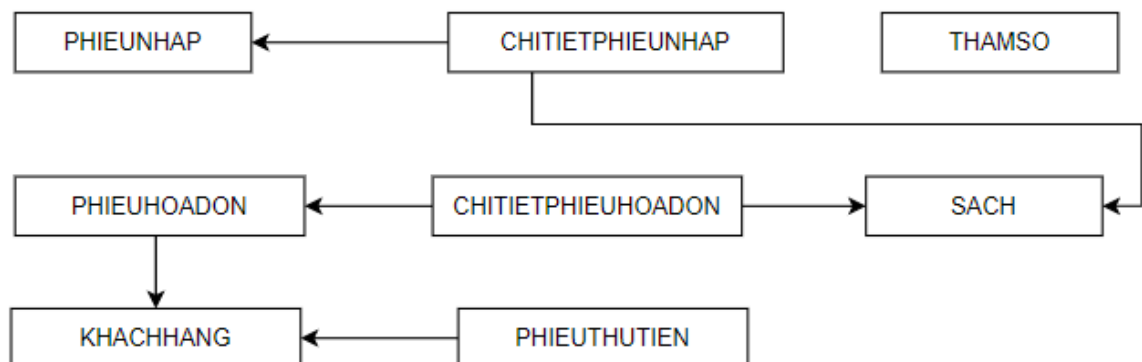 PHIEUNHAP
CHITIETPHIEUNHAP
THAMSO
PHIEUHOADON
CHITIETPHIEUHOADON
SACH
KHACHHANG
PHIEUTHUTIEN